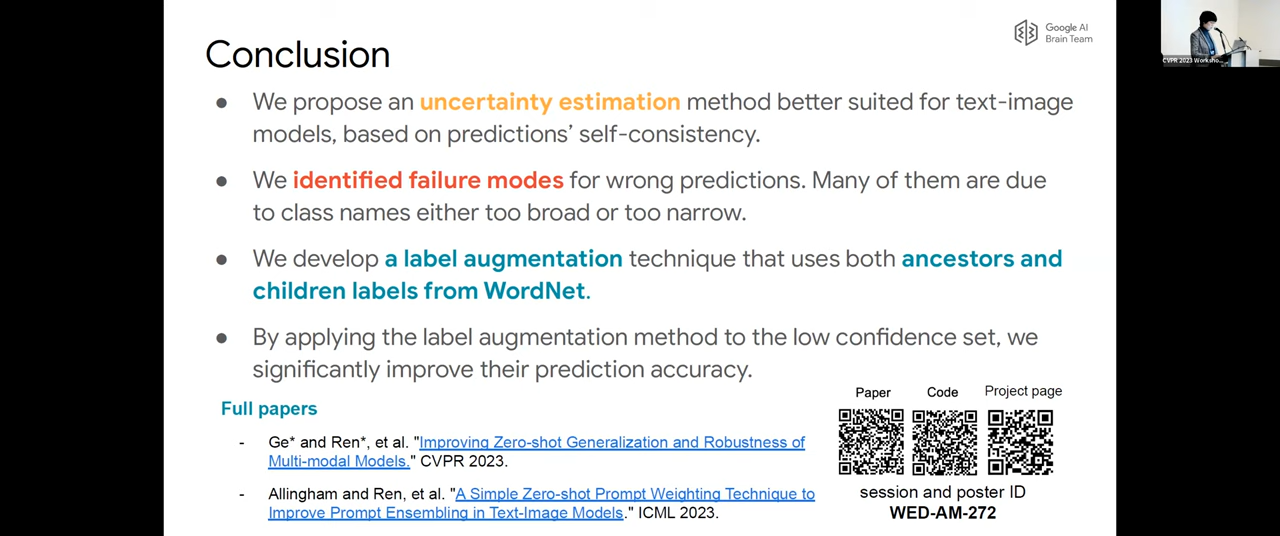 Google AI
Brain Team
CVPR 2023 Worksho...
Conclusion
● We propose an uncertainty estimation method better suited for text-image
models, based on predictions’ self-consistency.
● We identified failure modes for wrong predictions. Many of them are due
to class names either too broad or too narrow.
● We develop a label augmentation technique that uses both ancestors and
children labels from WordNet.
● By applying the label augmentation method to the low confidence set, we
significantly improve their prediction accuracy.
Full papers
- Ge* and Ren*, et al. "Improving Zero-shot Generalization and Robustness of
Multi-modal Models." CVPR 2023.
- Allingham and Ren, et al. "A Simple Zero-shot Prompt Weighting Technique to
Improve Prompt Ensembling in Text-Image Models." ICML 2023.
Paper Code Project page
session and poster ID
WED-AM-272